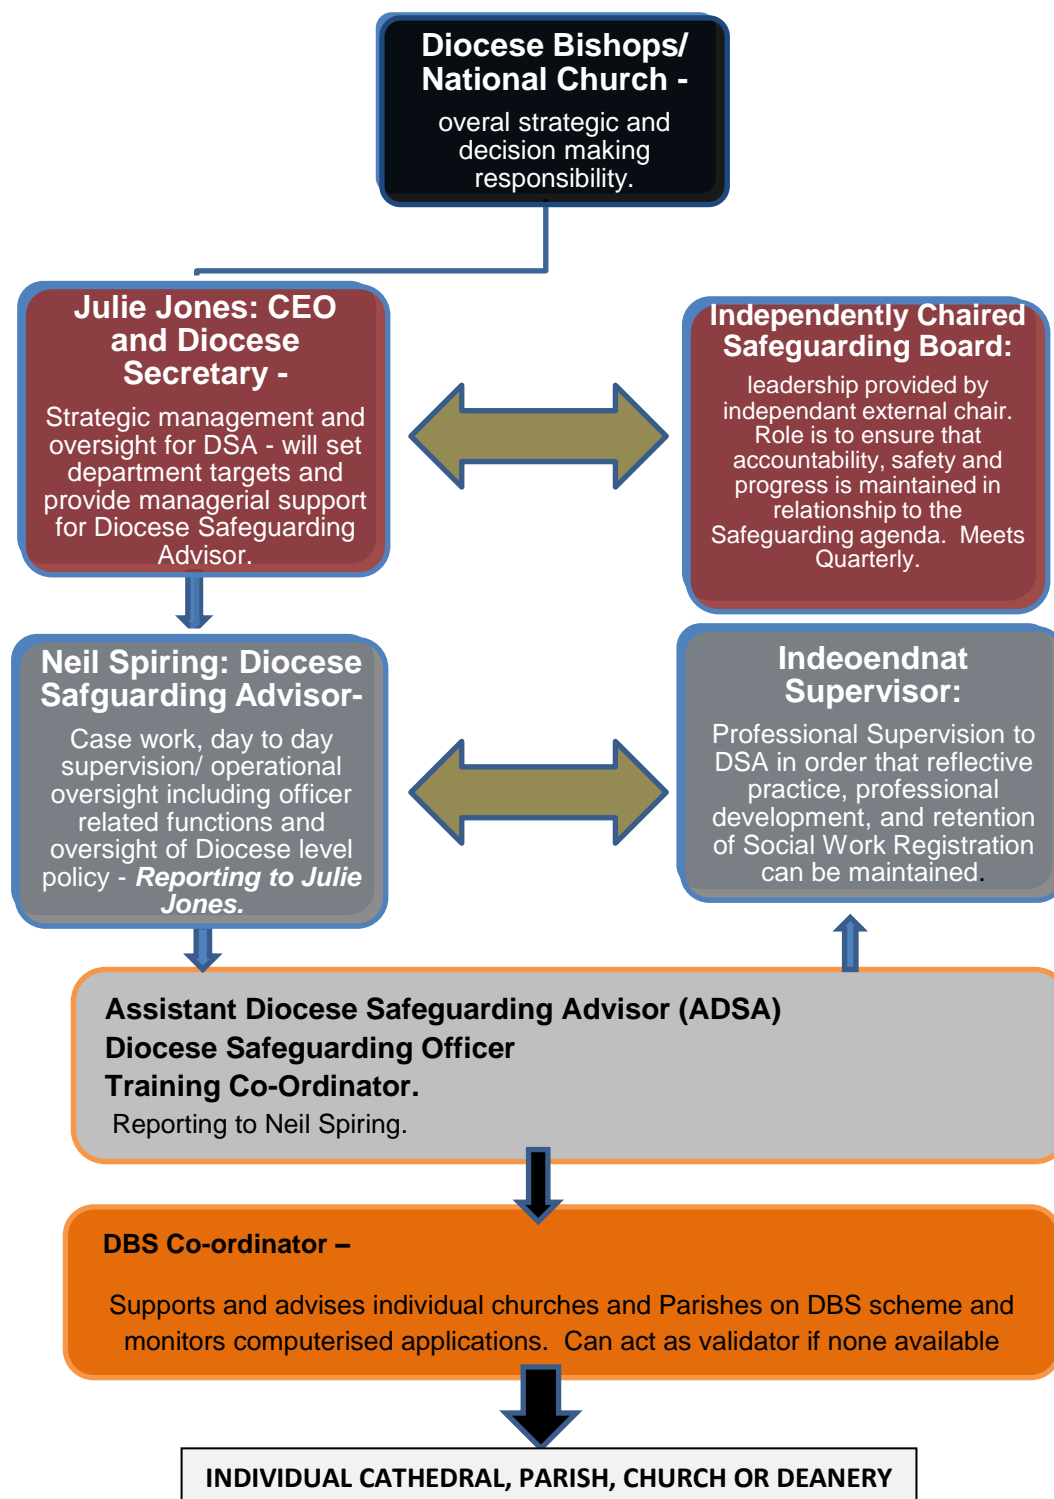 Diocese Bishops/
National Church -
overal strategic and
decision making
responsibility.
Julie Jones: CEO
and Diocese
Secretary -
Strategic management and
oversight for DSA - will set
department targets and
provide managerial support
for Diocese Safeguarding
Advisor.
Independently Chaired
Safeguarding Board:
leadership provided by
independant external chair.
Role is to ensure that
accountability, safety and
progress is maintained in
relationship to the
Safeguarding agenda.  Meets
Quarterly.
Neil Spiring: Diocese
Safguarding Advisor-
Case work, day to day
supervision/ operational
oversight including officer
related functions and
oversight of Diocese level
policy - Reporting to Julie
Jones.
Indeoendnat
Supervisor:
Professional Supervision to
DSA in order that reflective
practice, professional
development, and retention
of Social Work Registration
can be maintained.
Assistant Diocese Safeguarding Advisor (ADSA)
Diocese Safeguarding Officer
Training Co-Ordinator.
Reporting to Neil Spiring.
DBS Co-ordinator –
Supports and advises individual churches and Parishes on DBS scheme and
monitors computerised applications.  Can act as validator if none available
INDIVIDUAL CATHEDRAL, PARISH, CHURCH OR DEANERY